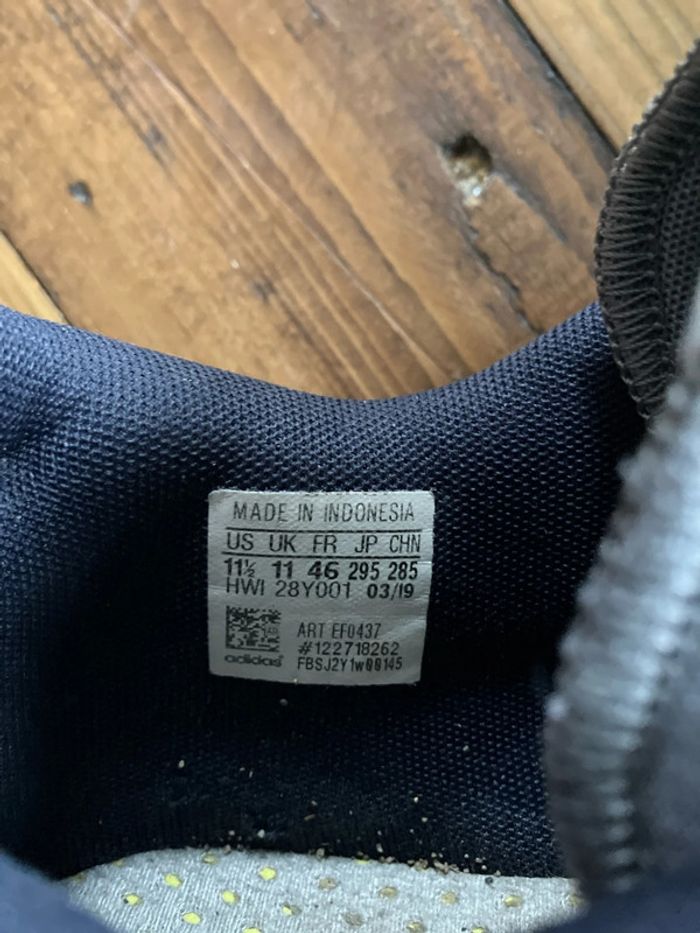 MADE IN INDONESIA
US UK FR JP CHN
11½ 11 46 295 285
HWI 28Y001 03/19
ART EF0437
#122718262
adidas FBSJ2Y1w00145